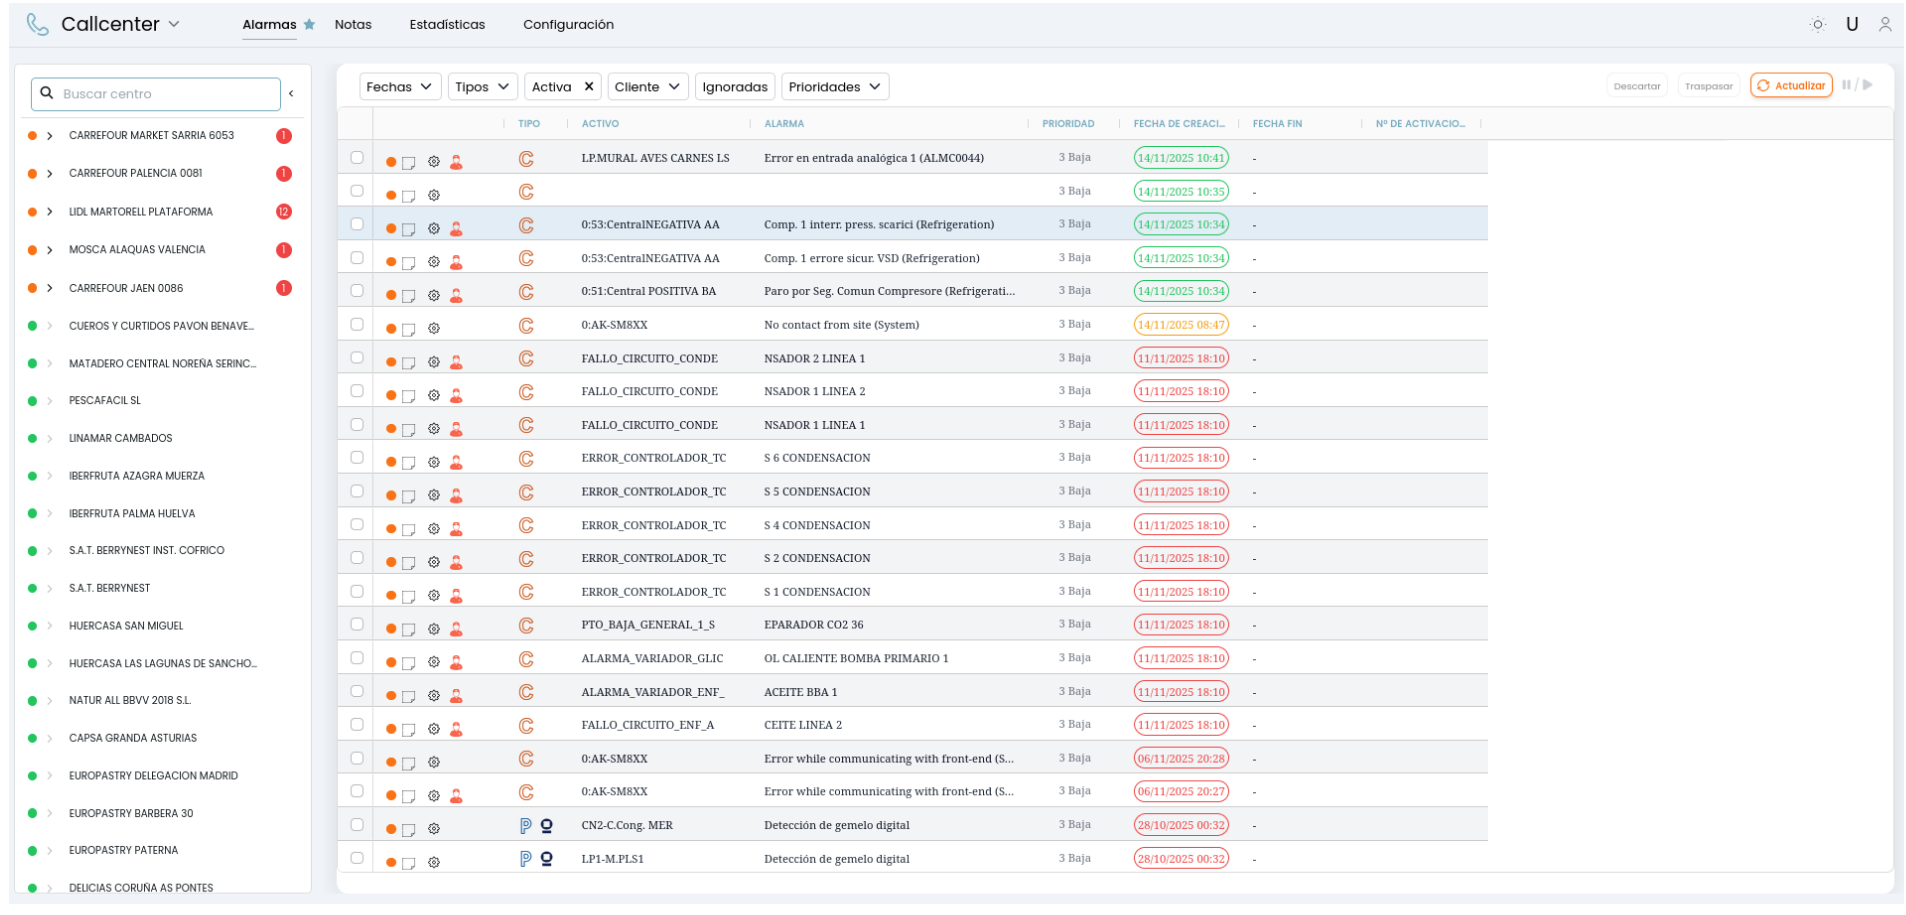 Callcenter
Alarmas Notas Estadísticas Configuración
U
Buscar centro
CARREFOUR MARKET SARRIA 6053 1
CARREFOUR PALENCIA 0081 1
LIDL MARTORELL PLATAFORMA 12
MOSCA ALAQUAS VALENCIA 1
CARREFOUR JAEN 0086 1
CUEROS Y CURTIDOS PAVON BENAVE...
MATADERO CENTRAL NOREÑA SERINC...
PESCAFACIL SL
LINAMAR CAMBADOS
IBERFRUTA AZAGRA MUERZA
IBERFRUTA PALMA HUELVA
S.A.T. BERRYNEST INST. COFRICO
S.A.T. BERRYNEST
HUERCASA SAN MIGUEL
HUERCASA LAS LAGUNAS DE SANCHO...
NATUR ALL BBVV 2018 S.L.
CAPSA GRANDA ASTURIAS
EUROPASTRY DELEGACION MADRID
EUROPASTRY BARBERA 30
EUROPASTRY PATERNA
DELICIAS CORUÑA AS PONTES
Fechas Tipos Activa Cliente Ignoradas Prioridades
Descartar Traspasar Actualizar
TIPO ACTIVO ALARMA PRIORIDAD FECHA DE CREACI... FECHA FIN Nº DE ACTIVACIO...
LP.MURAL AVES CARNES LS Error en entrada analógica 1 (ALMC0044) 3 Baja 14/11/2025 10:41 -
3 Baja 14/11/2025 10:35 -
0:53:CentralNEGATIVA AA Comp. 1 interr. press. scarici (Refrigeration) 3 Baja 14/11/2025 10:34 -
0:53:CentralNEGATIVA AA Comp. 1 errore sicur. VSD (Refrigeration) 3 Baja 14/11/2025 10:34 -
0:51:Central POSITIVA BA Paro por Seg. Comun Compresore (Refrigerati... 3 Baja 14/11/2025 10:34 -
0:AK-SM8XX No contact from site (System) 3 Baja 14/11/2025 08:47 -
FALLO_CIRCUITO_CONDE NSADOR 2 LINEA 1 3 Baja 11/11/2025 18:10 -
FALLO_CIRCUITO_CONDE NSADOR 1 LINEA 2 3 Baja 11/11/2025 18:10 -
FALLO_CIRCUITO_CONDE NSADOR 1 LINEA 1 3 Baja 11/11/2025 18:10 -
ERROR_CONTROLADOR_TC S 6 CONDENSACION 3 Baja 11/11/2025 18:10 -
ERROR_CONTROLADOR_TC S 5 CONDENSACION 3 Baja 11/11/2025 18:10 -
ERROR_CONTROLADOR_TC S 4 CONDENSACION 3 Baja 11/11/2025 18:10 -
ERROR_CONTROLADOR_TC S 2 CONDENSACION 3 Baja 11/11/2025 18:10 -
ERROR_CONTROLADOR_TC S 1 CONDENSACION 3 Baja 11/11/2025 18:10 -
PTO_BAJA_GENERAL_1_S EPARADOR CO2 36 3 Baja 11/11/2025 18:10 -
ALARMA_VARIADOR_GLIC OL CALIENTE BOMBA PRIMARIO 1 3 Baja 11/11/2025 18:10 -
ALARMA_VARIADOR_ENF_ ACEITE BBA 1 3 Baja 11/11/2025 18:10 -
FALLO_CIRCUITO_ENF_A CEITE LINEA 2 3 Baja 11/11/2025 18:10 -
0:AK-SM8XX Error while communicating with front-end (S... 3 Baja 06/11/2025 20:28 -
0:AK-SM8XX Error while communicating with front-end (S... 3 Baja 06/11/2025 20:27 -
CN2-C.Cong. MER Detección de gemelo digital 3 Baja 28/10/2025 00:32 -
LP1-M.PLS1 Detección de gemelo digital 3 Baja 28/10/2025 00:32 -